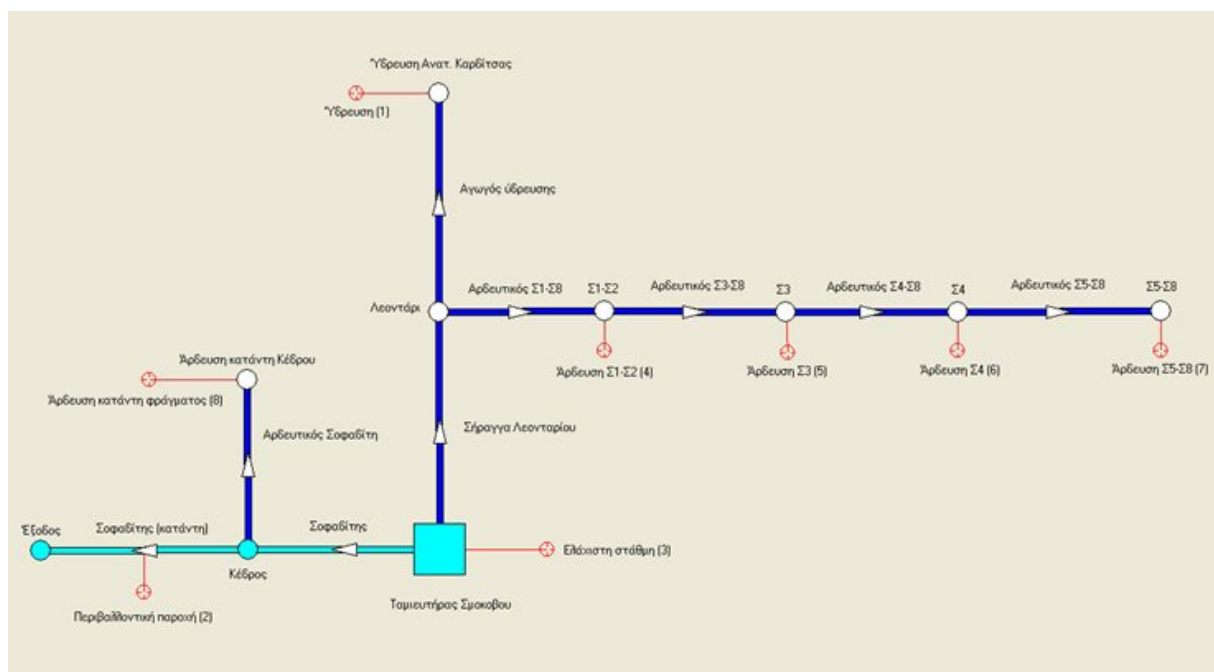 Ύδρευση Ανατ. Καρδίτσας
Ύδρευση (1)
Αγωγός ύδρευσης
Αρδευτικός Σ1-Σ8
Σ1-Σ2
Αρδευτικός Σ3-Σ8
Σ3
Αρδευτικός Σ4-Σ8
Σ4
Αρδευτικός Σ5-Σ8
Σ5-Σ8
Λεοντάρι
Άρδευση Σ1-Σ2 (4)
Άρδευση Σ3 (5)
Άρδευση Σ4 (6)
Άρδευση Σ5-Σ8 (7)
Άρδευση κατάντη Κέδρου
Άρδευση κατάντη φράγματος (8)
Αρδευτικός Σοφαδίτη
Σήραγγα Λεονταρίου
Έξοδος
Σοφαδίτης (κατάντη)
Σοφαδίτης
Ελάχιστη στάθμη (3)
Κέδρος
Περιβαλλοντική παροχή (2)
Ταμιευτήρας Σμοκοβου